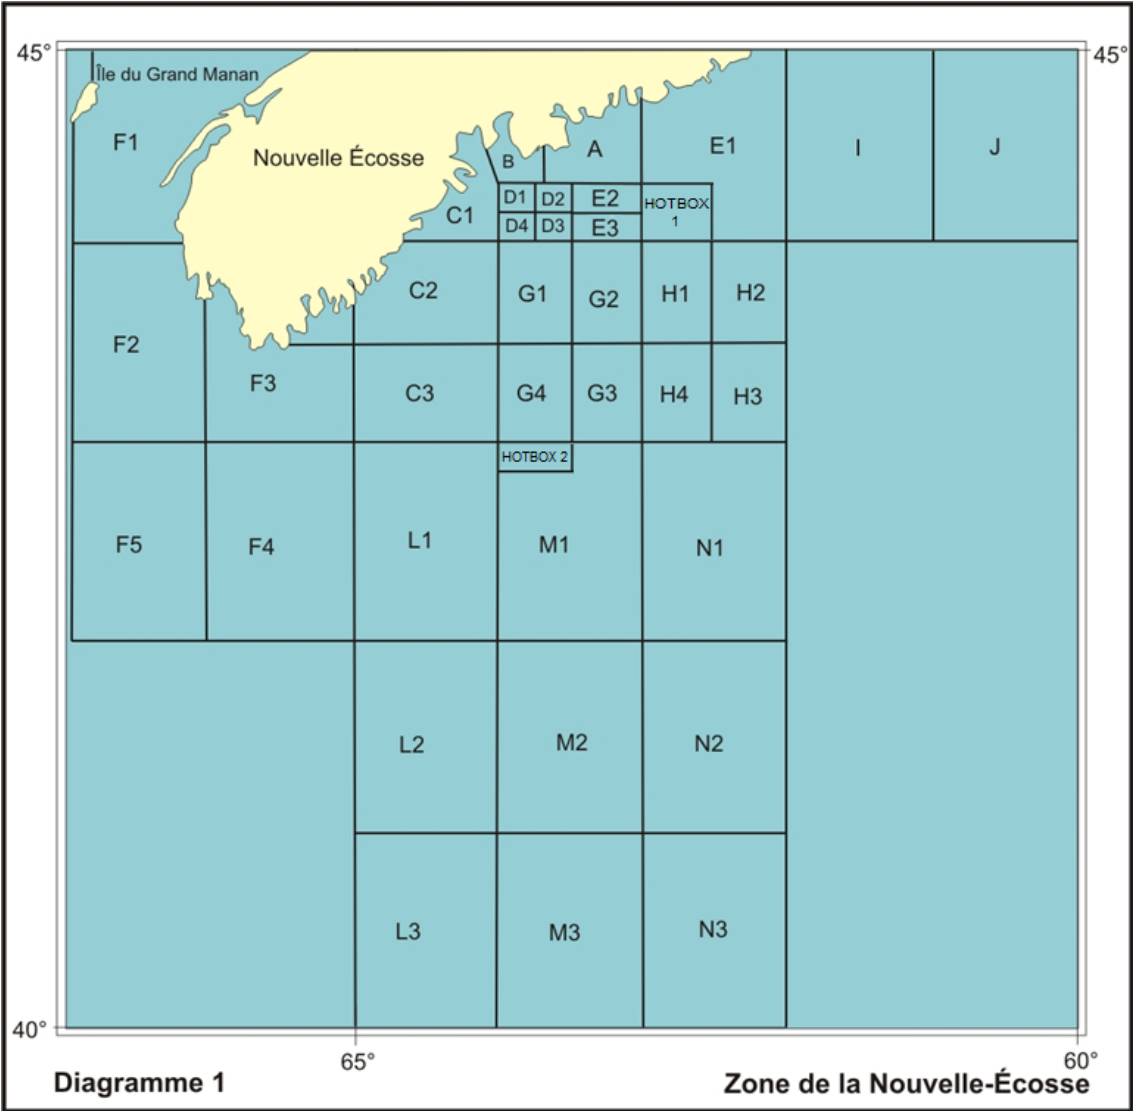 45°
45°
Île du Grand Manan
F1
Nouvelle Écosse
B
A
E1
I
J
D1
D2
E2
HOTBOX
1
C1
D4
D3
E3
C2
G1
G2
H1
H2
F2
F3
C3
G4
G3
H4
H3
HOTBOX 2
F5
F4
L1
M1
N1
L2
M2
N2
L3
M3
N3
40°
65°
60°
Diagramme 1
Zone de la Nouvelle-Écosse